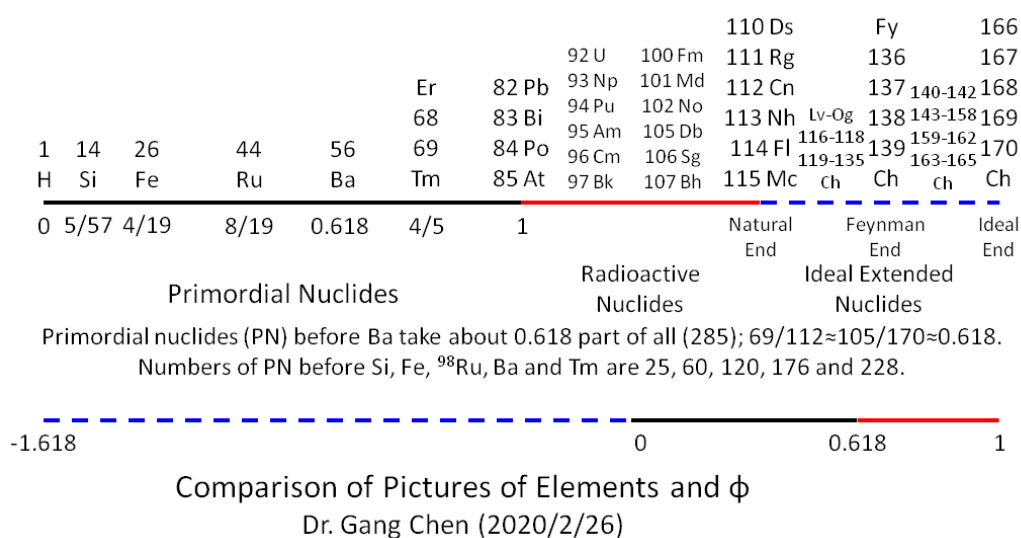 110 Ds Fy 166
92 U 100 Fm 111 Rg 136 167
Er 82 Pb 93 Np 101 Md 112 Cn 137 140-142 168
68 83 Bi 94 Pu 102 No 113 Nh Lv-Og 138 143-158 169
95 Am 105 Db
1 14 26 44 56 69 84 Po 96 Cm 106 Sg 114 Fl 116-118 139 159-162 170
119-135 163-165
H Si Fe Ru Ba Tm 85 At 97 Bk 107 Bh 115 Mc Ch Ch Ch Ch
0 5/57 4/19 8/19 0.618 4/5 1 Natural Feynman Ideal
End End End
Primordial Nuclides Radioactive Ideal Extended
Nuclides Nuclides
Primordial nuclides (PN) before Ba take about 0.618 part of all (285); 69/112≈105/170≈0.618.
Numbers of PN before Si, Fe, ⁹⁸Ru, Ba and Tm are 25, 60, 120, 176 and 228.
-1.618 0 0.618 1
Comparison of Pictures of Elements and ϕ
Dr. Gang Chen (2020/2/26)